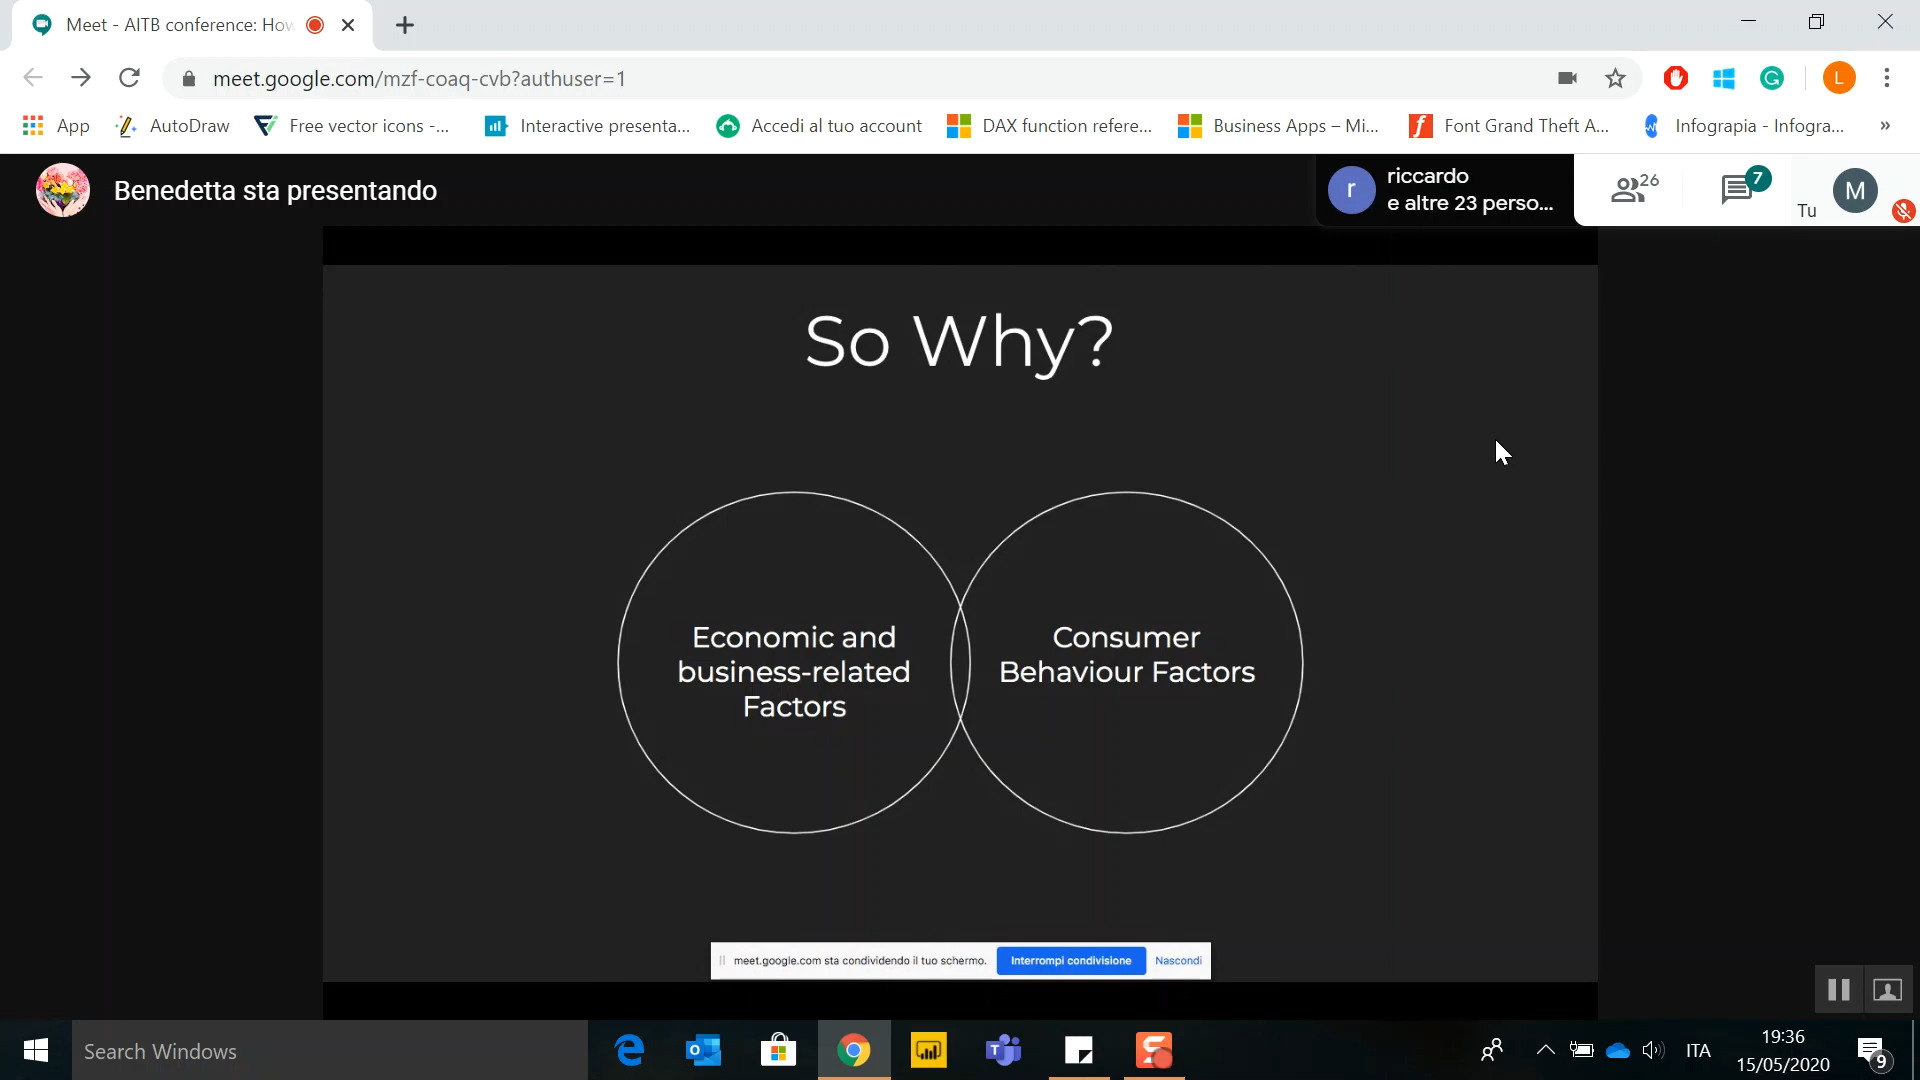 Meet - AITB conference: How
meet.google.com/mzf-coaq-cvb?authuser=1
L
App
AutoDraw
Free vector icons -...
Interactive presenta...
Accedi al tuo account
DAX function refere...
Business Apps – Mi...
Font Grand Theft A...
Infograpia - Infogra...
»
Benedetta sta presentando
r
riccardo
e altre 23 perso...
26
7
Tu
M
So Why?
Economic and
business-related
Factors
Consumer
Behaviour Factors
meet.google.com sta condividendo il tuo schermo.
Interrompi condivisione
Nascondi
Search Windows
ITA
19:36
15/05/2020
9